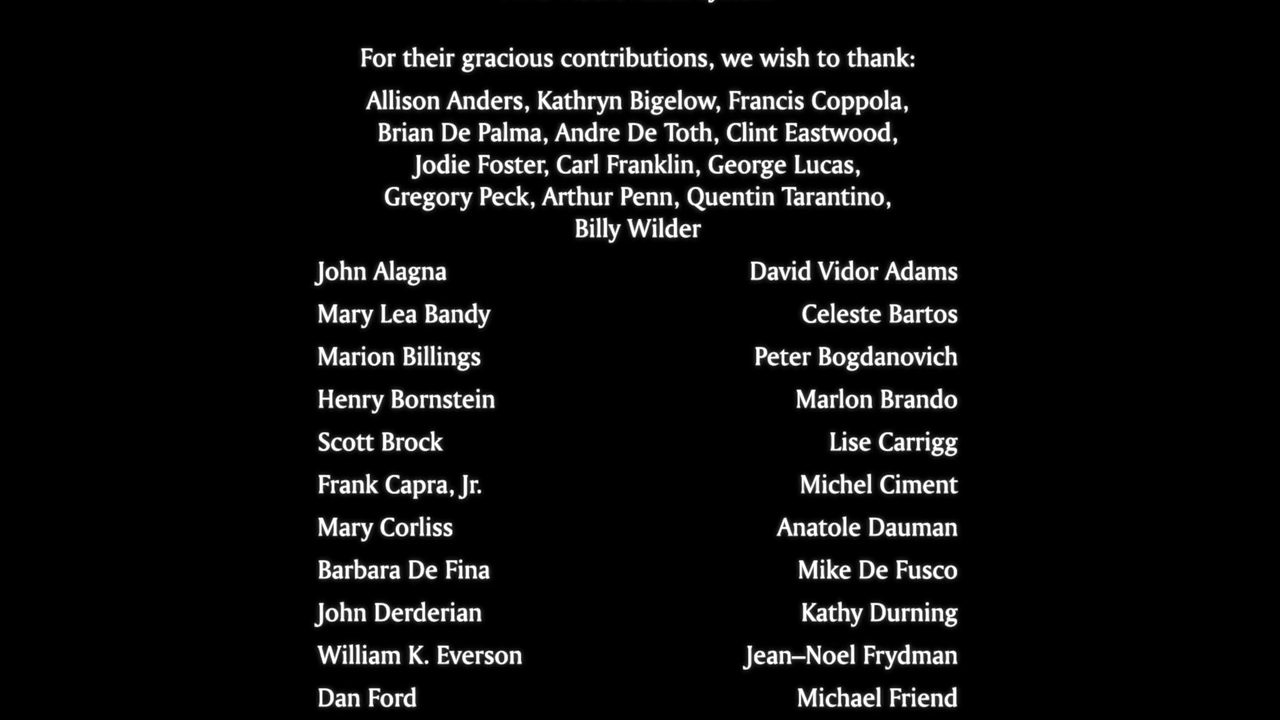 For their gracious contributions, we wish to thank:
Allison Anders, Kathryn Bigelow, Francis Coppola,
Brian De Palma, Andre De Toth, Clint Eastwood,
Jodie Foster, Carl Franklin, George Lucas,
Gregory Peck, Arthur Penn, Quentin Tarantino,
Billy Wilder
John Alagna David Vidor Adams
Mary Lea Bandy Celeste Bartos
Marion Billings Peter Bogdanovich
Henry Bornstein Marlon Brando
Scott Brock Lise Carrigg
Frank Capra, Jr. Michel Ciment
Mary Corliss Anatole Dauman
Barbara De Fina Mike De Fusco
John Derderian Kathy Durning
William K. Everson Jean–Noel Frydman
Dan Ford Michael Friend